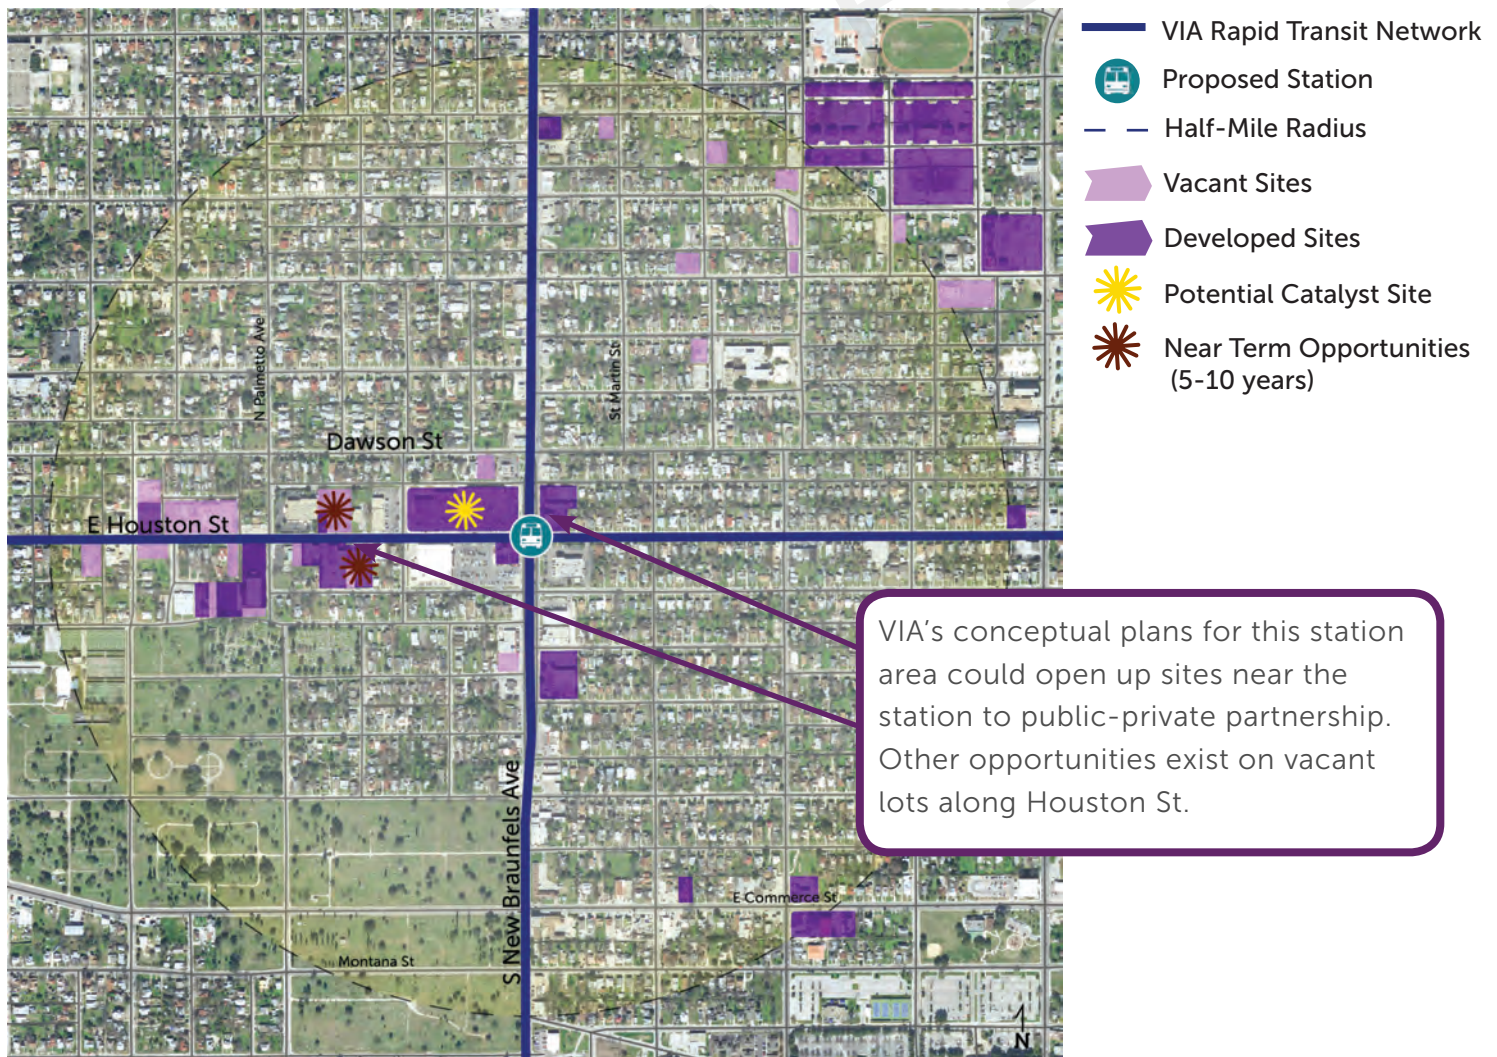 VIA Rapid Transit Network
Proposed Station
Half-Mile Radius
Vacant Sites
Developed Sites
Potential Catalyst Site
Near Term Opportunities
(5-10 years)
N Palmetto Ave
St Martin St
Dawson St
E Houston St
VIA's conceptual plans for this station
area could open up sites near the
station to public-private partnership.
Other opportunities exist on vacant
lots along Houston St.
S New Braunfels Ave
E Commerce St
Montana St
N